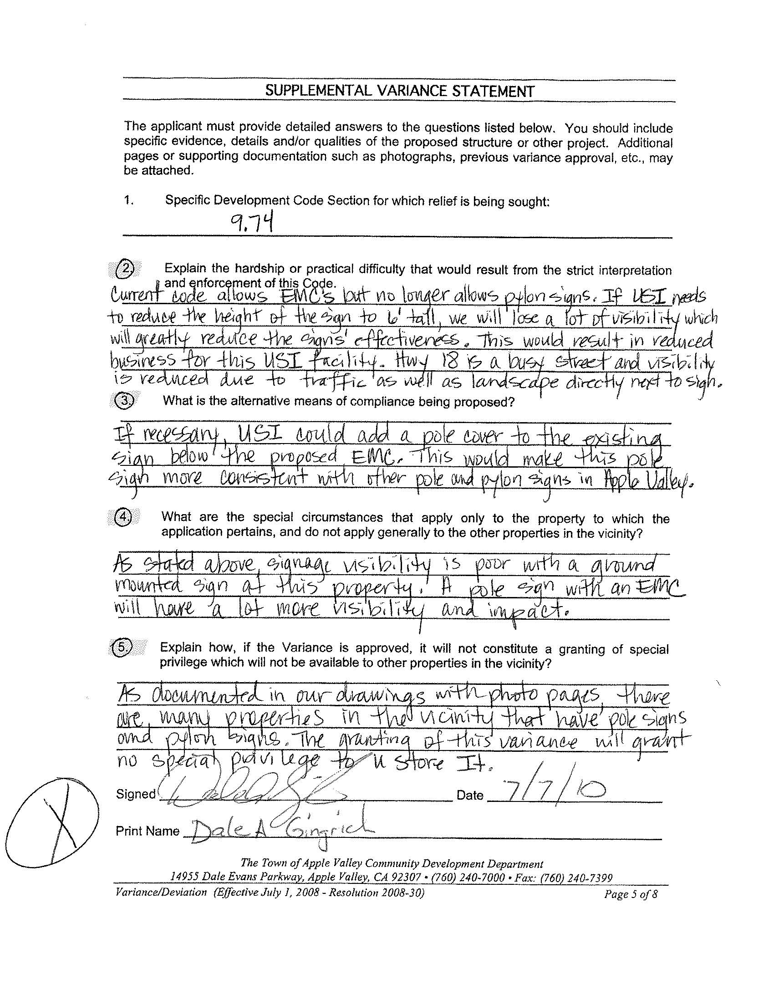 SUPPLEMENTAL VARIANCE STATEMENT
The applicant must provide detailed answers to the questions listed below. You should include
specific evidence, details and/or qualities of the proposed structure or other project. Additional
pages or supporting documentation such as photographs, previous variance approval, etc., may
be attached.
1. Specific Development Code Section for which relief is being sought:
9.74
2. Explain the hardship or practical difficulty that would result from the strict interpretation
and enforcement of this Code.
Current code allows EMC's but no longer allows pylon signs. If USI needs
to reduce the height of the sign to 6' tall, we will lose a lot of visibility which
will greatly reduce the signs' effectiveness. This would result in reduced
business for this USI facility. Hwy 18 is a busy street and visibility
is reduced due to traffic as well as landscape directly next to sign.
3. What is the alternative means of compliance being proposed?
If necessary, USI could add a pole cover to the existing
sign below the proposed EMC. This would make this pole
sign more consistent with other pole and pylon signs in Apple Valley.
4. What are the special circumstances that apply only to the property to which the
application pertains, and do not apply generally to the other properties in the vicinity?
As stated above, signage visibility is poor with a ground
mounted sign at this property. A pole sign with an EMC
will have a lot more visibility and impact.
5. Explain how, if the Variance is approved, it will not constitute a granting of special
privilege which will not be available to other properties in the vicinity?
As documented in our drawings with photo pages, there
are many properties in the vicinity that have pole signs
and pylon signs. The granting of this variance will grant
no special privilege to U Store It.
Signed Date 7/7/10
Print Name Dale A Gingrich
X
The Town of Apple Valley Community Development Department
14955 Dale Evans Parkway, Apple Valley, CA 92307 • (760) 240-7000 • Fax: (760) 240-7399
Variance/Deviation (Effective July 1, 2008 - Resolution 2008-30) Page 5 of 8